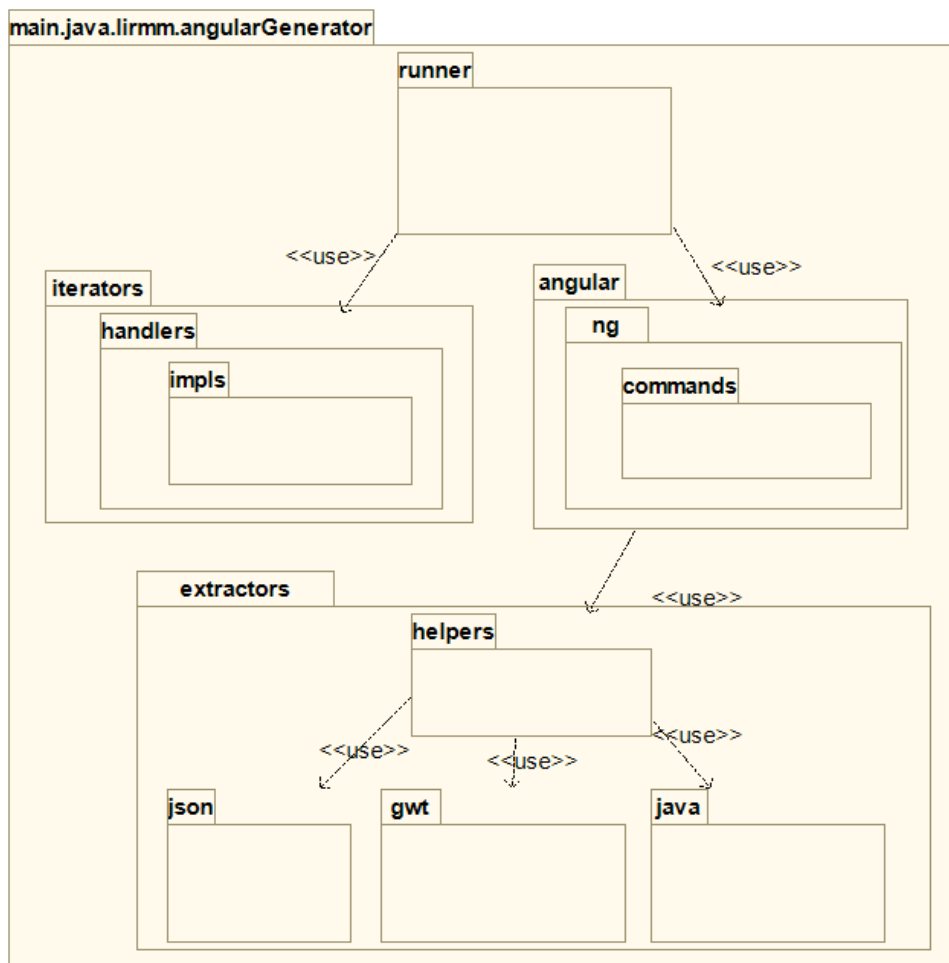 main.java.lirmm.angularGenerator
runner
<<use>>
<<use>>
iterators
angular
handlers
ng
impls
commands
extractors
<<use>>
helpers
<<use>>
<<use>>
<<use>>
json
gwt
java